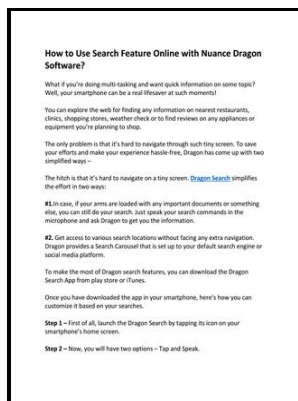 How to Use Search Feature Online with Nuance Dragon
Software?
What if you're doing multi-tasking and want quick information on some topic?
Well, your smartphone can be a real lifesaver at such moments!
You can explore the web for finding any information on nearest restaurants,
clinics, shopping stores, weather check or to find reviews on any appliances or
equipment you're planning to shop.
The only problem is that it's hard to navigate through such tiny screen. To save
your efforts and make your experience hassle-free, Dragon has come up with two
simplified ways –
The hitch is that it's hard to navigate on a tiny screen. Dragon Search simplifies
the effort in two ways:
#1.In case, if your arms are loaded with any important documents or something
else, you can still do your search. Just speak your search commands in the
microphone and ask Dragon to get you the information.
#2. Get access to various search locations without facing any extra navigation.
Dragon provides a Search Carousel that is set up to your default search engine or
social media platform.
To make the most of Dragon search features, you can download the Dragon
Search App from play store or iTunes.
Once you have downloaded the app in your smartphone, here's how you can
customize it based on your searches.
Step 1 – First of all, launch the Dragon Search by tapping its icon on your
smartphone's home screen.
Step 2 – Now, you will have two options – Tap and Speak.